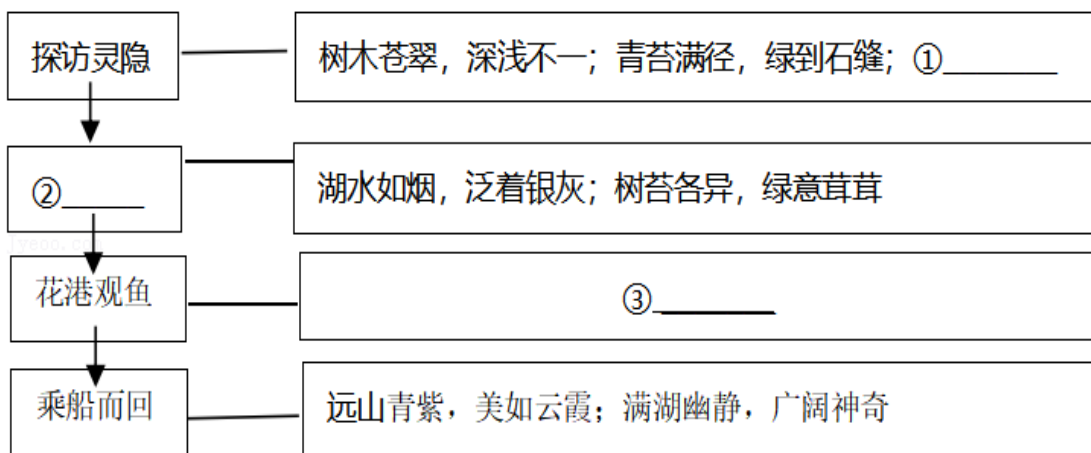 探访灵隐
树木苍翠，深浅不一；青苔满径，绿到石缝；①_______
②_____
湖水如烟，泛着银灰；树苔各异，绿意茸茸
花港观鱼
③_______
乘船而回
远山青紫，美如云霞；满湖幽静，广阔神奇